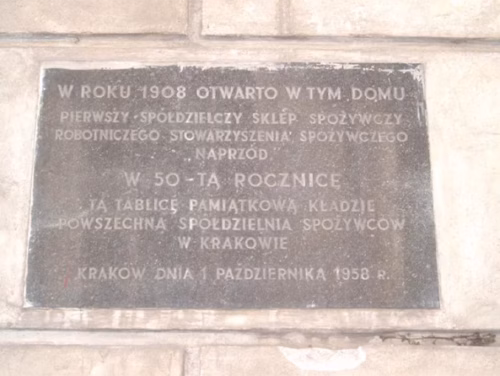 W ROKU 1908 OTWARTO W TYM DOMU
PIERWSZY SPÓŁDZIELCZY SKLEP SPOŻYWCZY
ROBOTNICZEGO STOWARZYSZENIA SPOŻYWCZEGO
„NAPRZÓD”
W 50-TĄ ROCZNICĘ
TĄ TABLICĘ PAMIĄTKOWĄ KŁADZIE
POWSZECHNA SPÓŁDZIELNIA SPOŻYWCÓW
W KRAKOWIE
KRAKÓW DNIA 1 PAŹDZIERNIKA 1958 R.